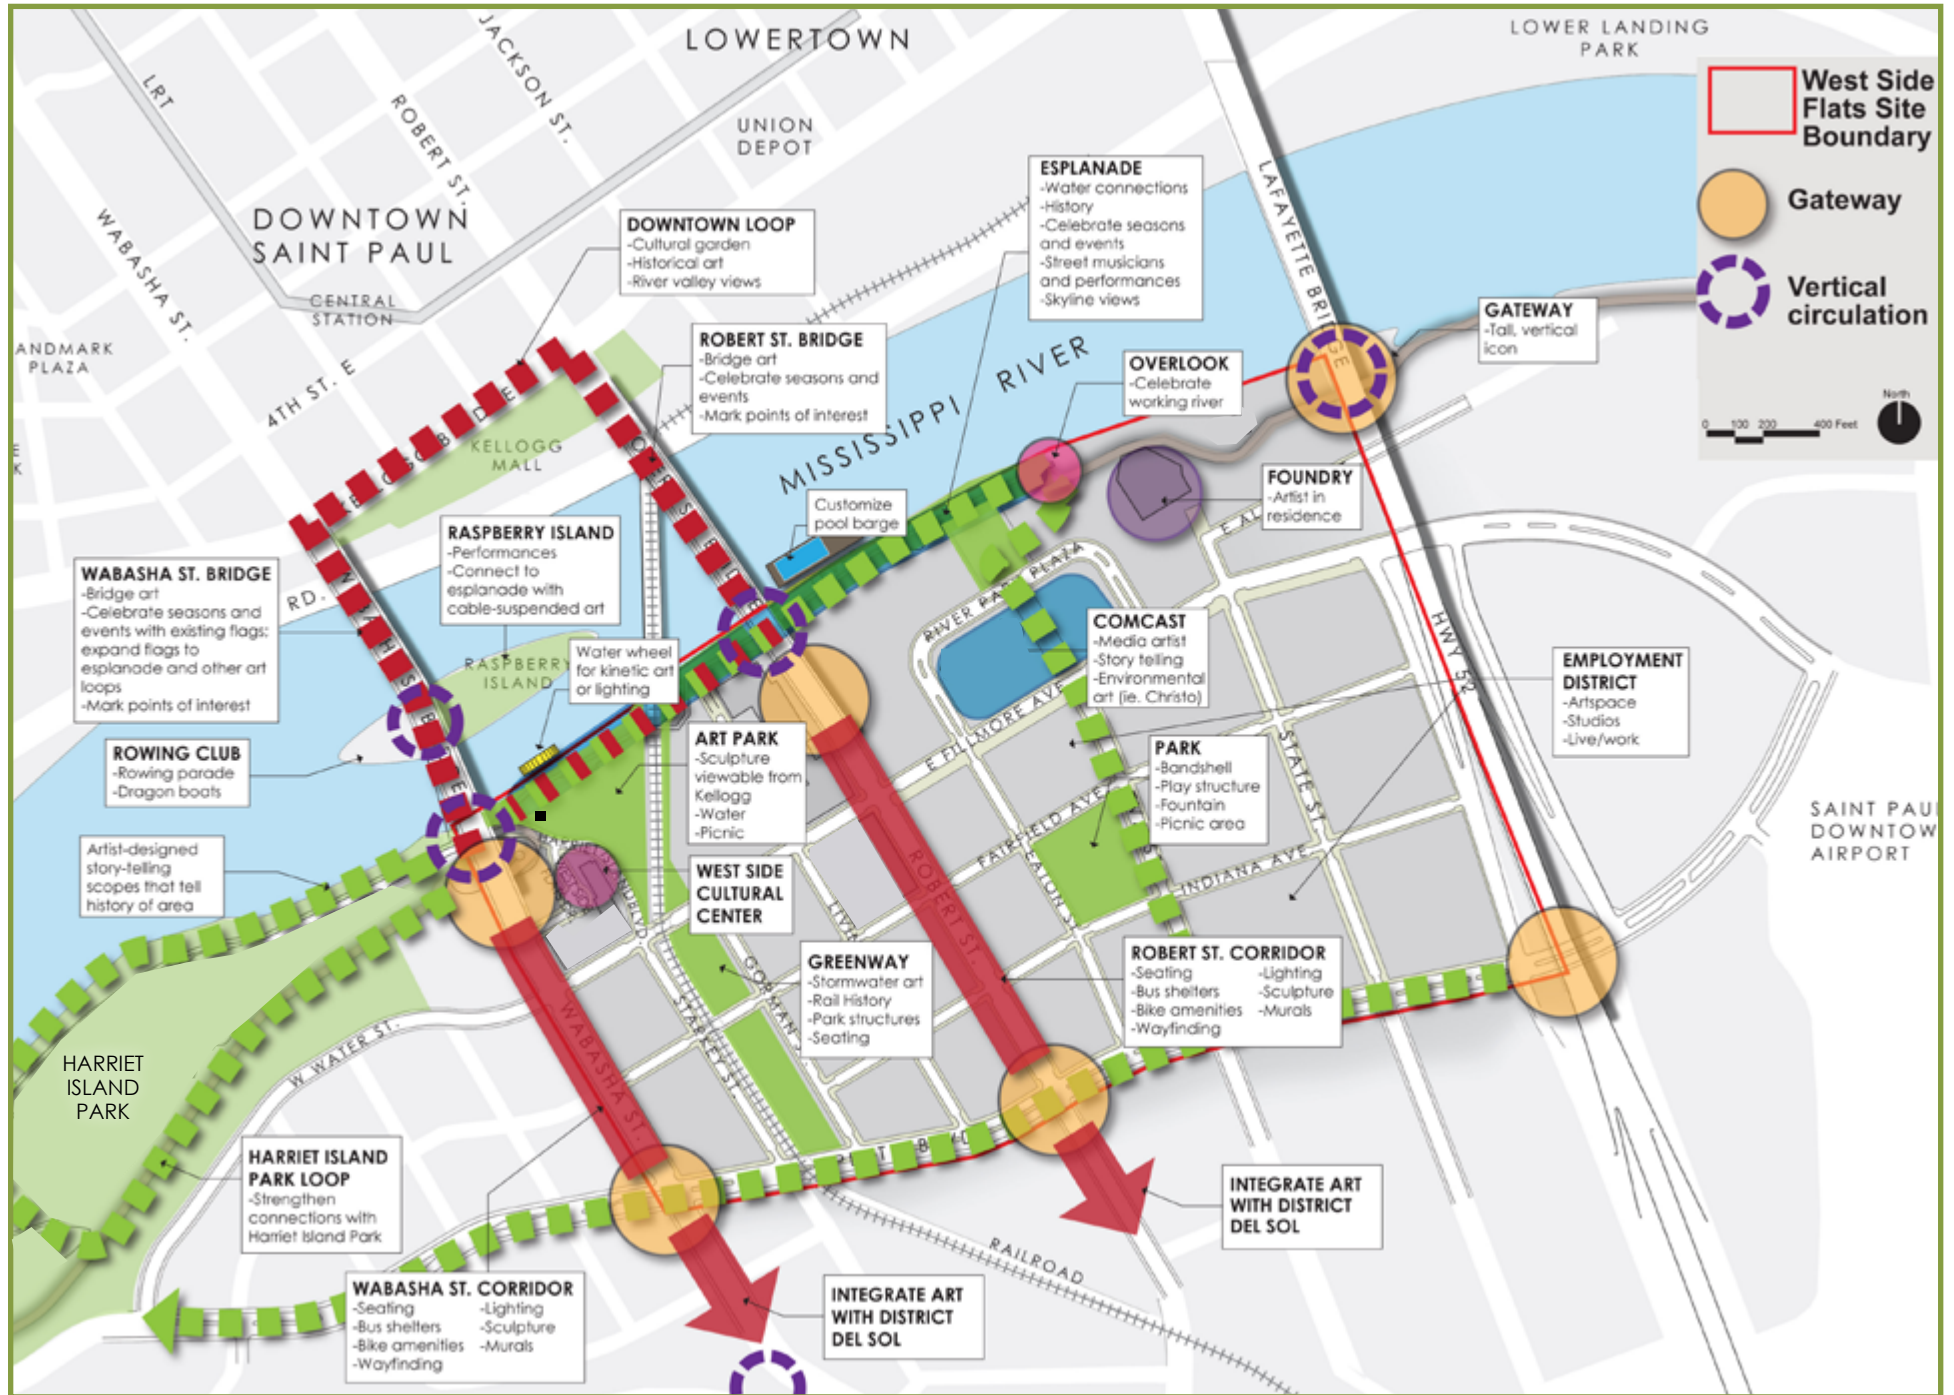 LOWERTOWN
LOWER LANDING
PARK
JACKSON ST.
LRT
ROBERT ST.
UNION
DEPOT
WABASHA ST.
DOWNTOWN
SAINT PAUL
CENTRAL
STATION
ANDMARK
PLAZA
4TH ST. E
KELLOGG
MALL
RD.
West Side
Flats Site
Boundary
Gateway
Vertical
circulation
North
0 100 200 400 Feet
LAFAYETTE BRIDGE
MISSISSIPPI RIVER
DOWNTOWN LOOP
-Cultural garden
-Historical art
-River valley views
ESPLANADE
-Water connections
-History
-Celebrate seasons
and events
-Street musicians
and performances
-Skyline views
ROBERT ST. BRIDGE
-Bridge art
-Celebrate seasons and
events
-Mark points of interest
OVERLOOK
-Celebrate
working river
GATEWAY
-Tall, vertical
icon
FOUNDRY
-Artist in
residence
Customize
pool barge
RASPBERRY ISLAND
-Performances
-Connect to
esplanade with
cable-suspended art
WABASHA ST. BRIDGE
-Bridge art
-Celebrate seasons and
events with existing flags;
expand flags to
esplanade and other art
loops
-Mark points of interest
RASPBERRY
ISLAND
Water wheel
for kinetic art
or lighting
ROWING CLUB
-Rowing parade
-Dragon boats
RIVER PARK PLAZA
COMCAST
-Media artist
-Story telling
-Environmental
art (ie. Christo)
HWY 52
EMPLOYMENT
DISTRICT
-Artspace
-Studios
-Live/work
ART PARK
-Sculpture
viewable from
Kellogg
-Water
-Picnic
PARK
-Bandshell
-Play structure
-Fountain
-Picnic area
E FILLMORE AVE
STATE ST.
FAIRFIELD AVE
EATON ST
INDIANA AVE.
SAINT PAU
DOWNTOW
AIRPORT
Artist-designed
story-telling
scopes that tell
history of area
WEST SIDE
CULTURAL
CENTER
ROBERT ST.
GREENWAY
-Stormwater art
-Rail History
-Park structures
-Seating
ROBERT ST. CORRIDOR
-Seating
-Bus shelters
-Bike amenities
-Wayfinding
-Lighting
-Sculpture
-Murals
WABASHA ST.
STARKEY ST.
W WATER ST.
HARRIET
ISLAND
PARK
HARRIET ISLAND
PARK LOOP
-Strengthen
connections with
Harriet Island Park
INTEGRATE ART
WITH DISTRICT
DEL SOL
RAILROAD
WABASHA ST. CORRIDOR
-Seating
-Bus shelters
-Bike amenities
-Wayfinding
-Lighting
-Sculpture
-Murals
INTEGRATE ART
WITH DISTRICT
DEL SOL